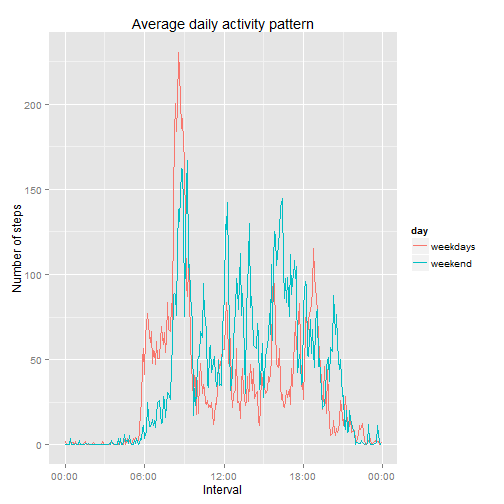 Average daily activity pattern
Number of steps
200
150
100
50
0
00:00 06:00 12:00 18:00 00:00
Interval
day
weekdays
weekend